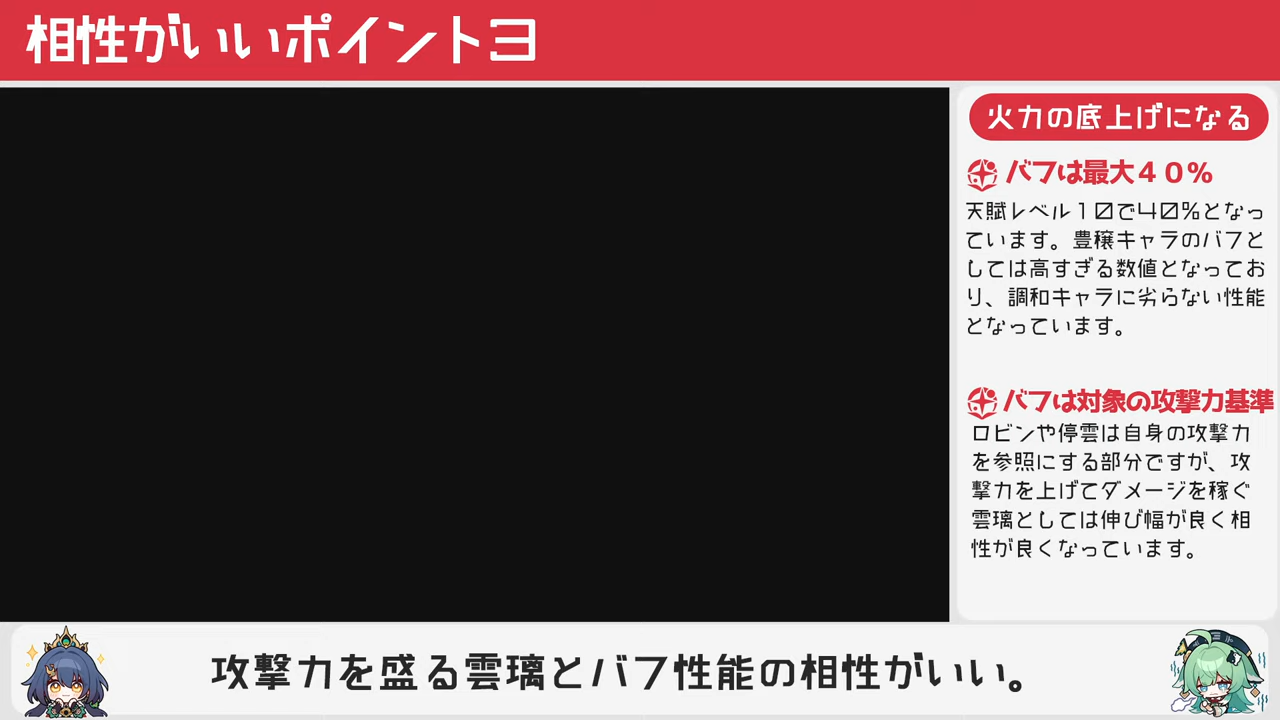 相性がいいポイント3
火力の底上げになる
バフは最大40%
天賦レベル10で40%となっ
ています。豊穣キャラのバフと
しては高すぎる数値となってお
り、調和キャラに劣らない性能
となっています。
バフは対象の攻撃力基準
ロビンや停雲は自身の攻撃力
を参照にする部分ですが、攻
撃力を上げてダメージを稼ぐ
雲璃としては伸び幅が良く相
性が良くなっています。
攻撃力を盛る雲璃とバフ性能の相性がいい。